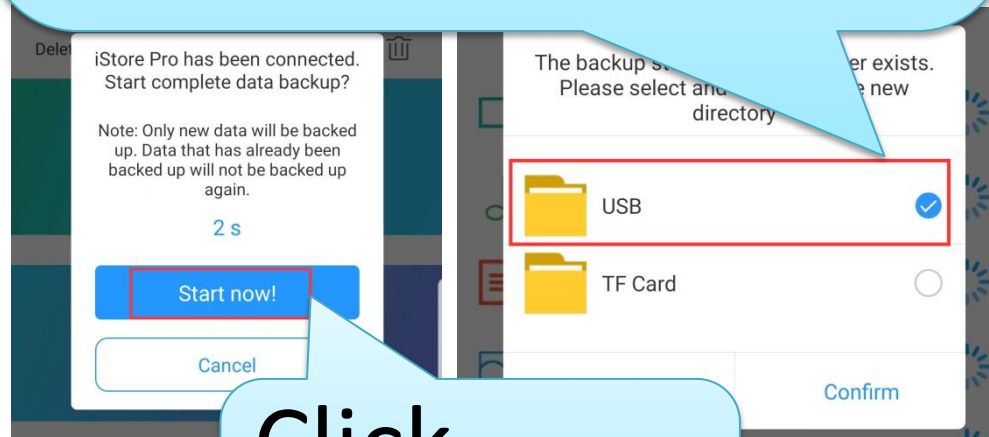 Delet
iStore Pro has been connected.
Start complete data backup?
Note: Only new data will be backed
up. Data that has already been
backed up will not be backed up
again.
2 s
Start now!
Cancel
Click
The backup er exists.
Please select and new
directory
USB
TF Card
Confirm